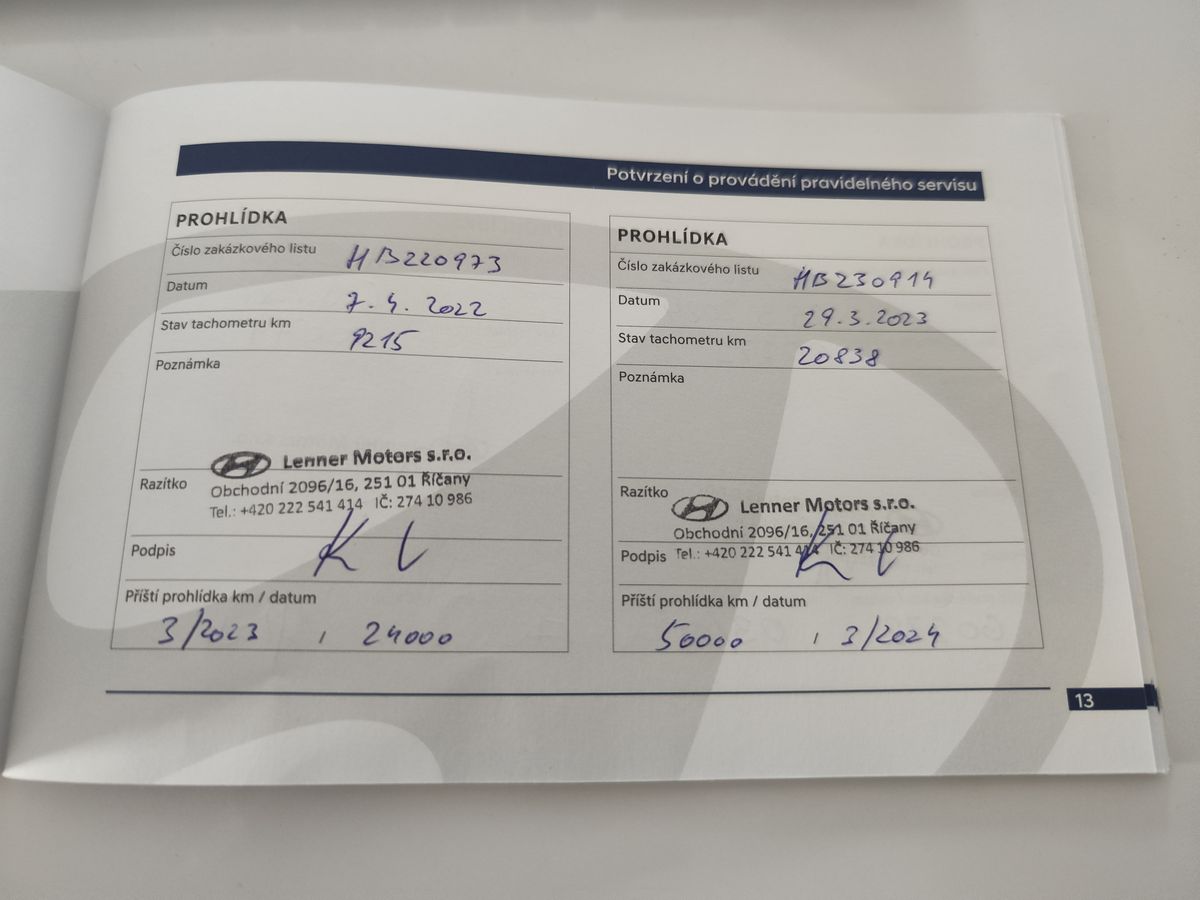 Potvrzení o provádění pravidelného servisu
PROHLÍDKA
Číslo zakázkového listu HB220973
Datum 7.4.2022
Stav tachometru km 9215
Poznámka
Lenner Motors s.r.o.
Razítko Obchodní 2096/16, 251 01 Říčany
Tel.: +420 222 541 414 IČ: 274 10 986
Podpis
Příští prohlídka km / datum
3/2023 / 24000
PROHLÍDKA
Číslo zakázkového listu HB230914
Datum 29.3.2023
Stav tachometru km 20838
Poznámka
Razítko Lenner Motors s.r.o.
Obchodní 2096/16, 251 01 Říčany
Podpis Tel.: +420 222 541 414 IČ: 274 10 986
Příští prohlídka km / datum
50000 / 3/2024
13